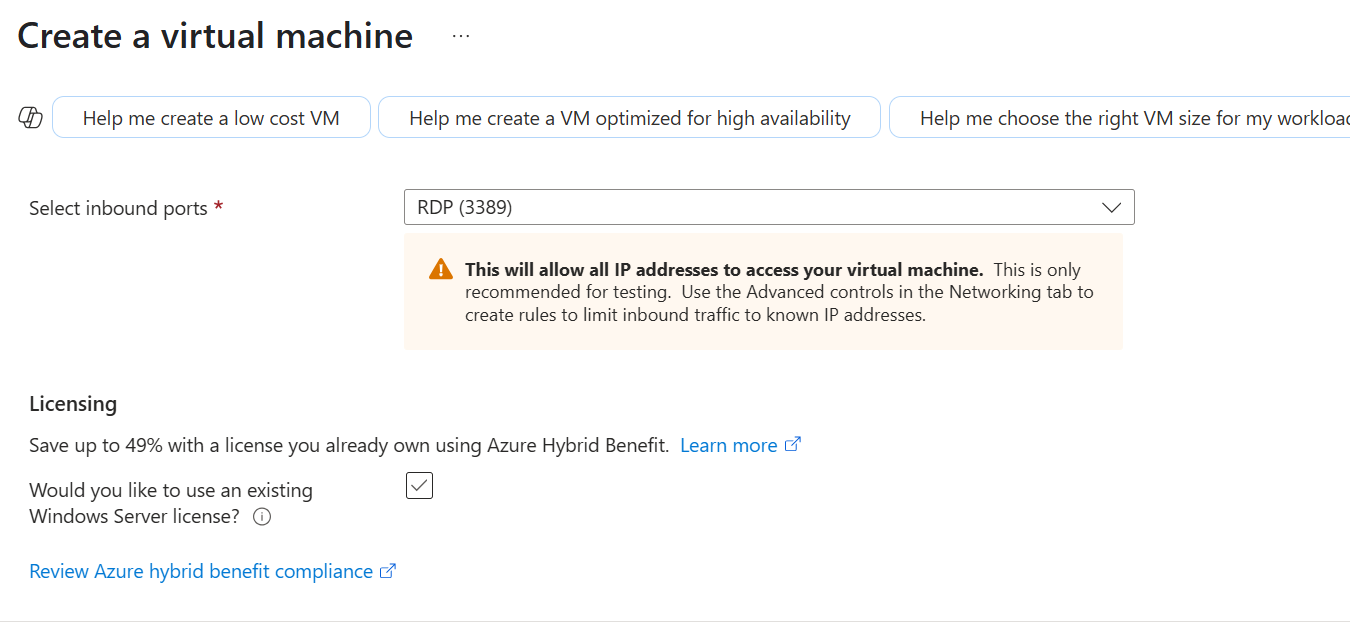 Create a virtual machine ...
Help me create a low cost VM
Help me create a VM optimized for high availability
Help me choose the right VM size for my workload
Select inbound ports *
RDP (3389)
This will allow all IP addresses to access your virtual machine. This is only
recommended for testing. Use the Advanced controls in the Networking tab to
create rules to limit inbound traffic to known IP addresses.
Licensing
Save up to 49% with a license you already own using Azure Hybrid Benefit. Learn more
Would you like to use an existing
Windows Server license?
Review Azure hybrid benefit compliance